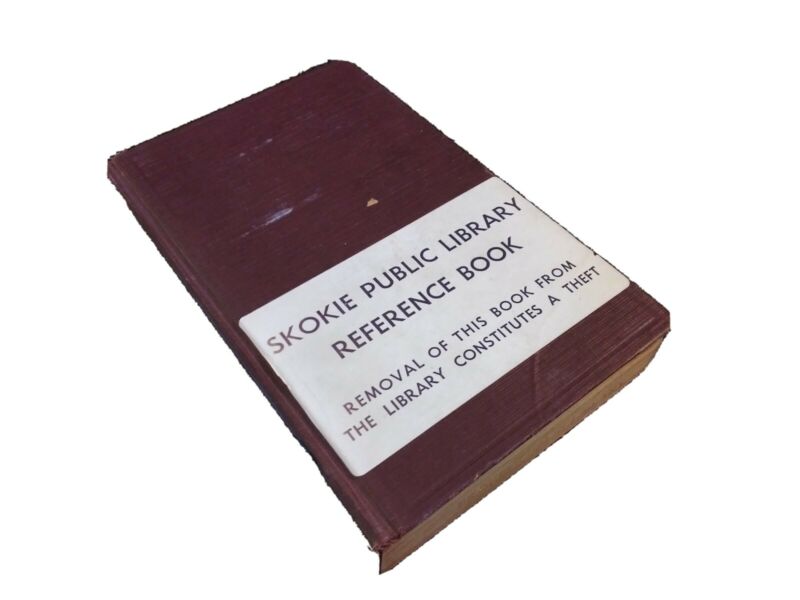 SKOKIE PUBLIC LIBRARY
REFERENCE BOOK
REMOVAL OF THIS BOOK FROM
THE LIBRARY CONSTITUTES A THEFT